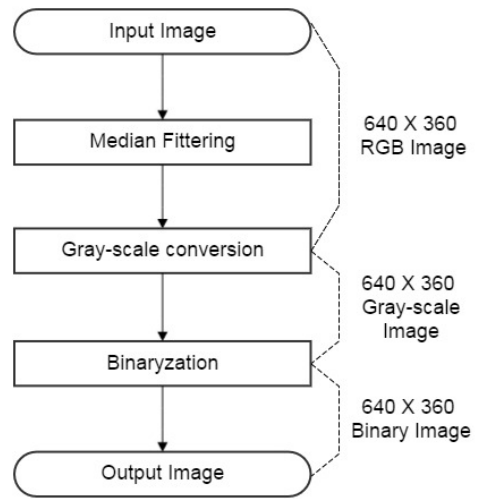 Input Image
640 X 360
RGB Image
Median Fittering
Gray-scale conversion
640 X 360
Gray-scale
Image
Binaryzation
640 X 360
Binary Image
Output Image